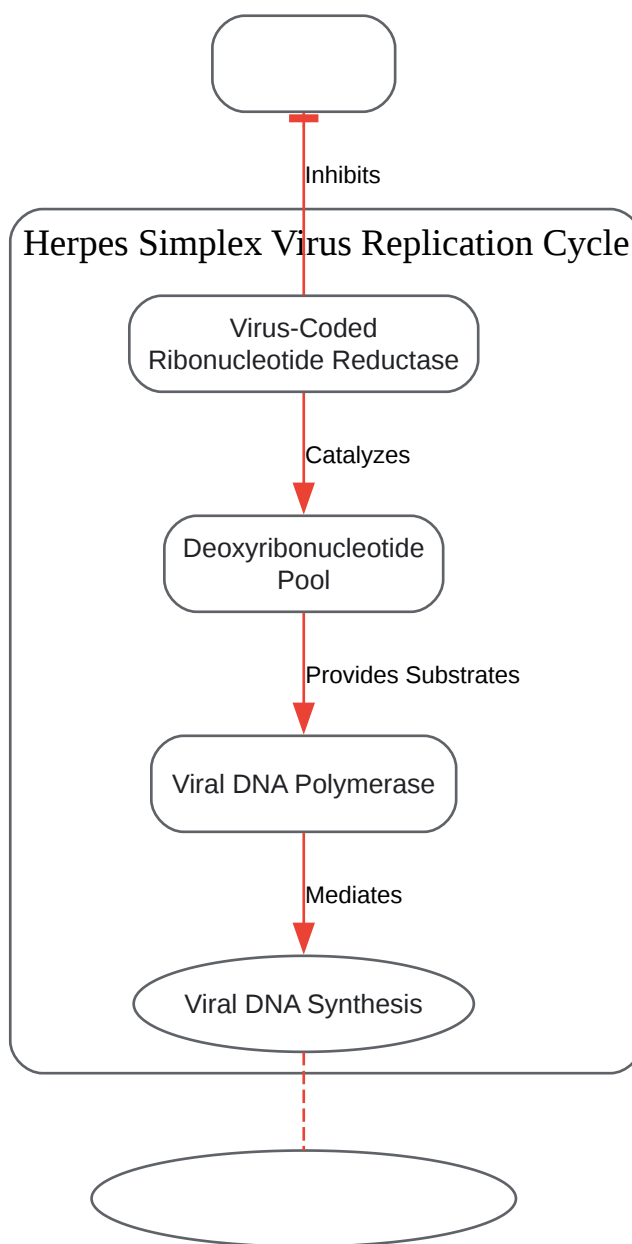 Inhibits
Herpes Simplex Virus Replication Cycle
Virus-Coded
Ribonucleotide Reductase
Catalyzes
Deoxyribonucleotide
Pool
Provides Substrates
Viral DNA Polymerase
Mediates
Viral DNA Synthesis